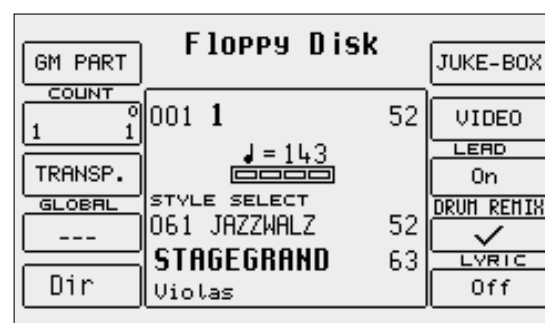 Floppy Disk
GM PART
JUKE-BOX
COUNT
0
1 1
001 1 52
VIDEO
♩=143
LEAD
On
TRANSP.
STYLE SELECT
GLOBAL
---
061 JAZZWALZ 52
DRUM REMIX
✓
STAGEGRAND 63
LYRIC
Off
Dir
Violas